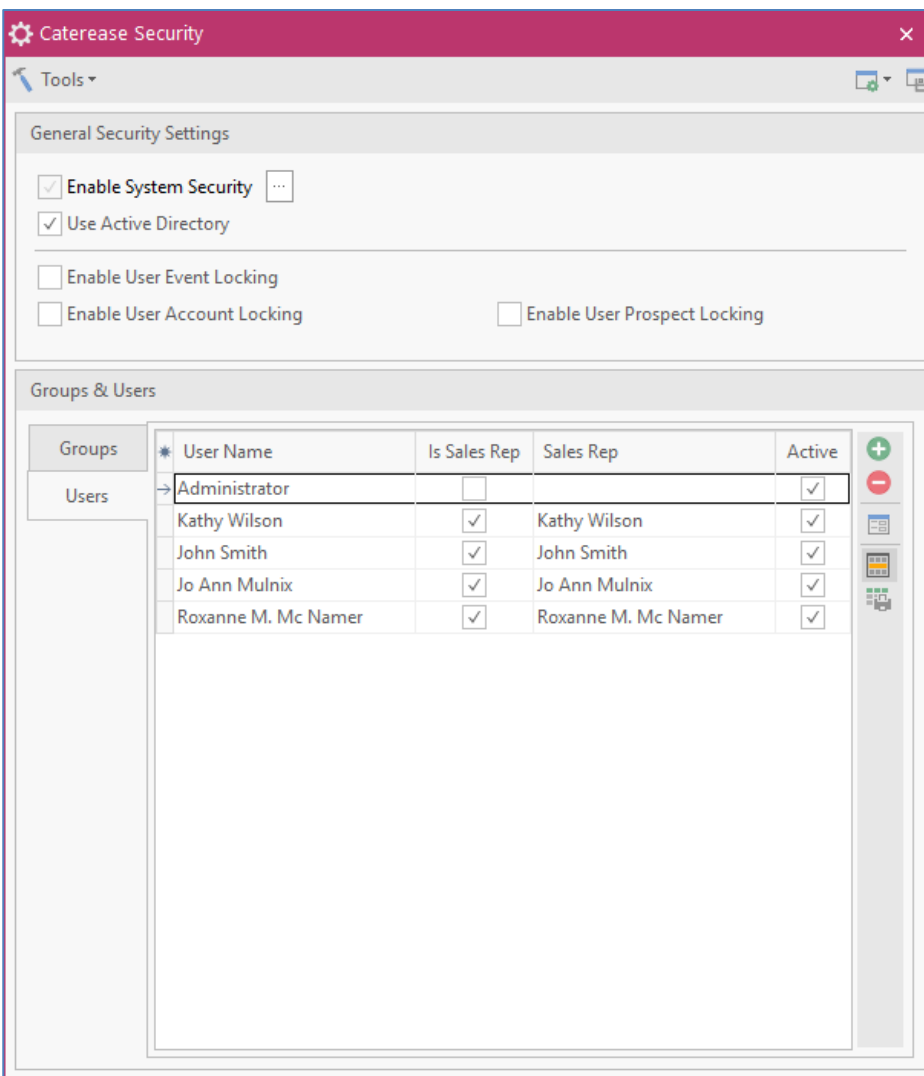 Caterease Security
Tools
General Security Settings
Enable System Security ...
Use Active Directory
Enable User Event Locking
Enable User Account Locking Enable User Prospect Locking
Groups & Users
Groups
Users
User Name Is Sales Rep Sales Rep Active
Administrator
Kathy Wilson Kathy Wilson
John Smith John Smith
Jo Ann Mulnix Jo Ann Mulnix
Roxanne M. Mc Namer Roxanne M. Mc Namer